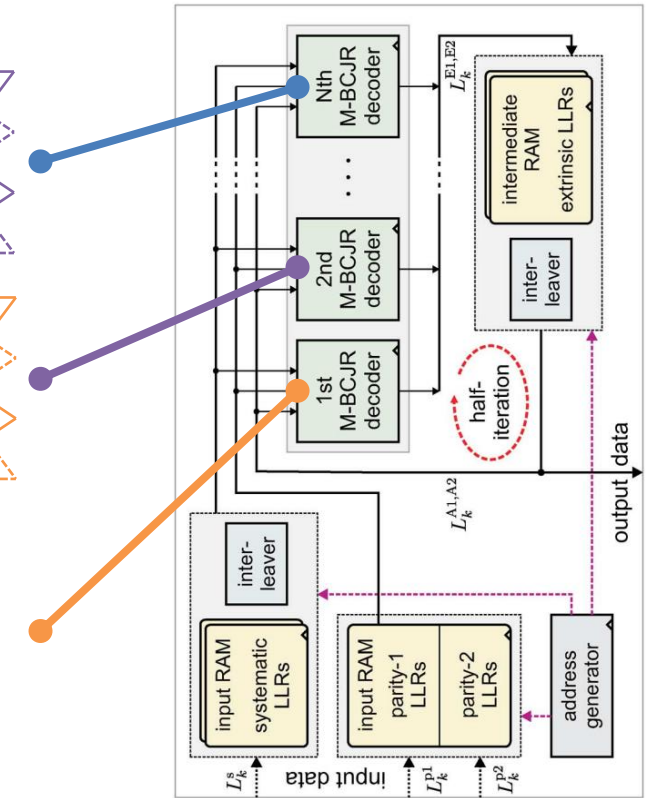 Nth
M-BCJR
decoder
. . .
2nd
M-BCJR
decoder
1st
M-BCJR
decoder
L_k^{E1,E2}
intermediate
RAM
extrinsic LLRs
inter-
leaver
half-
iteration
L_k^{A1,A2}
output data
inter-
leaver
input RAM
systematic
LLRs
input RAM
parity-1
LLRs
parity-2
LLRs
address
generator
L_k^s
input data
L_k^{p1}
L_k^{p2}